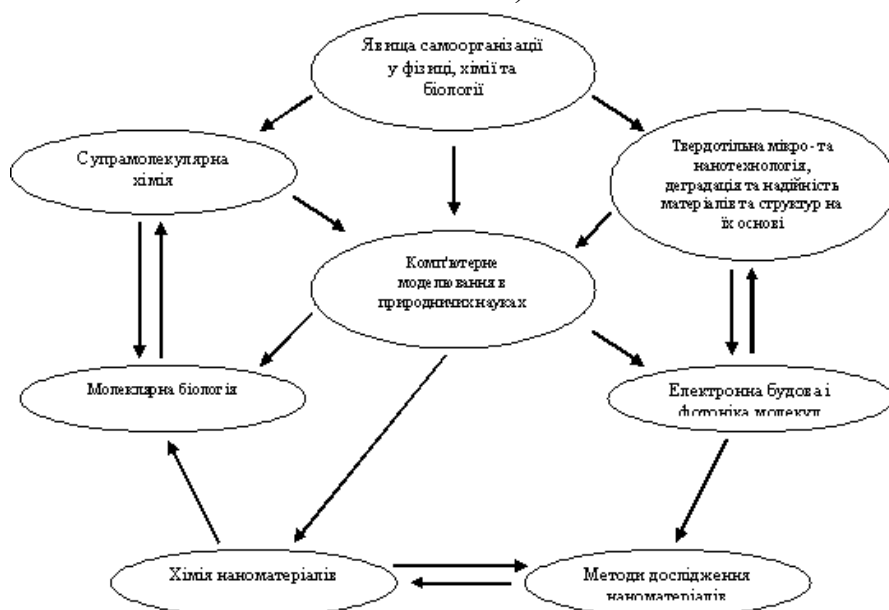 Явища самоорганізації
у фізиці, хімії та
біології
Супрамолекулярна
хімія
Твердотільна мікро- та
нанотехнологія,
деградація та надійність
матеріалів та структур на
їх основі
Комп'ютерне
моделювання в
природничих науках
Молеклярна біологія
Електронна будова і
фотоніка молекул
Хімія наноматеріалів
Методи дослідження
наноматеріалів